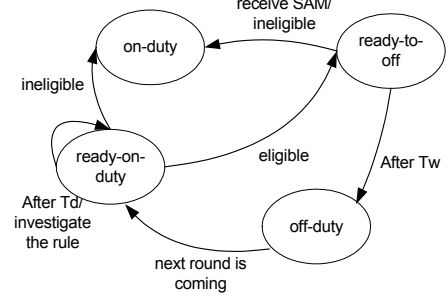 receive SAM/
ineligible
on-duty
ready-to-
off
ineligible
ready-on-
duty
eligible
After Tw
After Td/
investigate
the rule
off-duty
next round is
coming